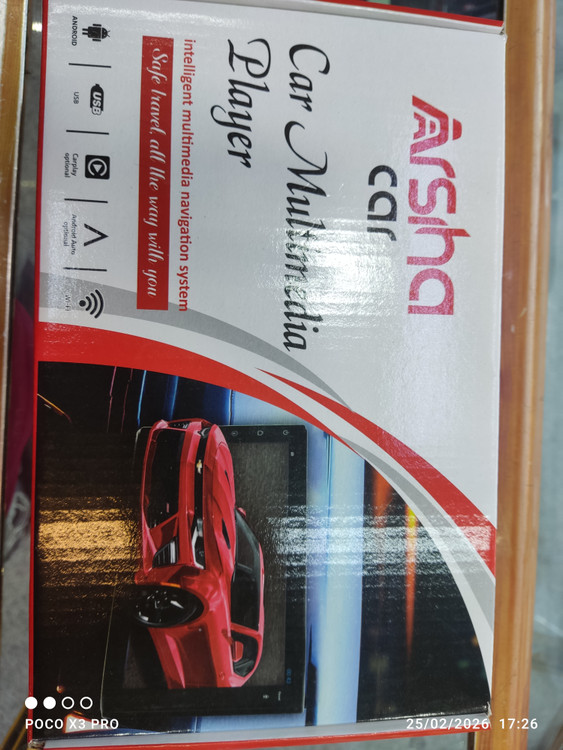 Arsha
car
Car Multimedia
Player
intelligent multimedia navigation system
Safe travel, all the way with you
ANDROID
USB
USB
Carplay
optional
Android Auto
optional
Wi-Fi
POCO X3 PRO
25/02/2026 17:26